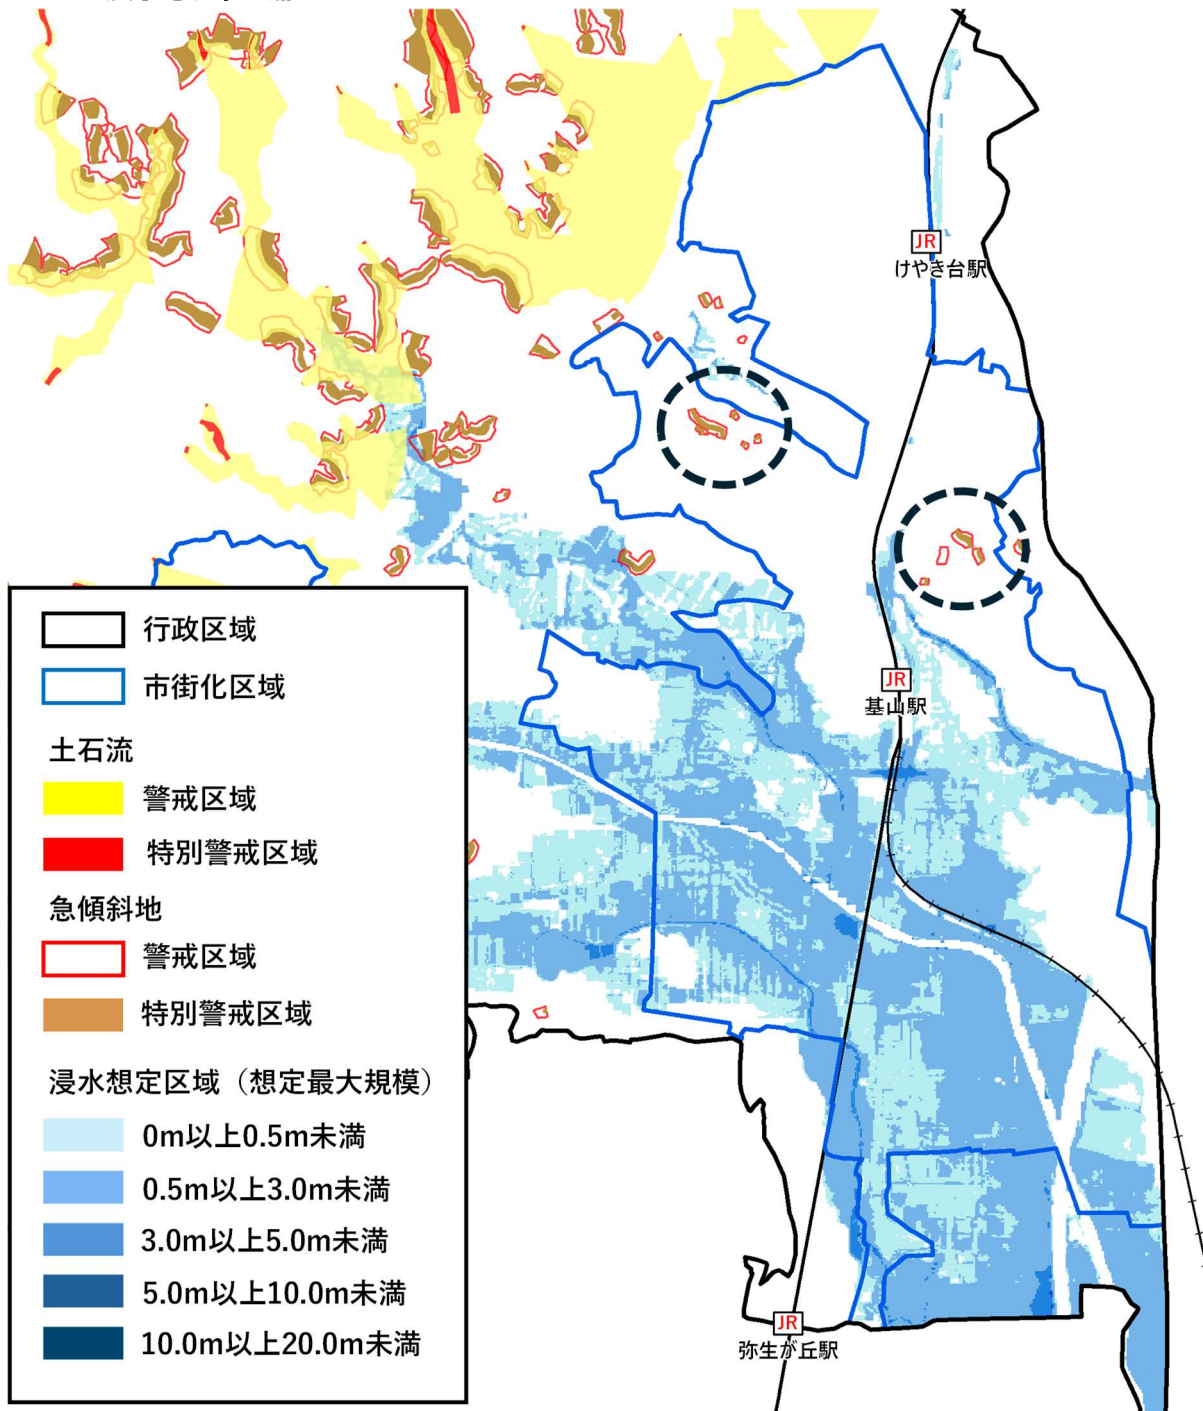 JR
けやき台駅
行政区域
市街化区域
土石流
警戒区域
特別警戒区域
急傾斜地
警戒区域
特別警戒区域
浸水想定区域（想定最大規模）
0m以上0.5m未満
0.5m以上3.0m未満
3.0m以上5.0m未満
5.0m以上10.0m未満
10.0m以上20.0m未満
JR
基山駅
JR
弥生が丘駅